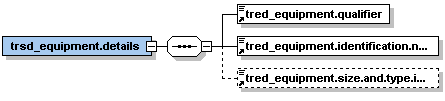 tred_equipment.qualifier
trsd_equipment.details
tred_equipment.identification.n...
tred_equipment.size.and.type.i...